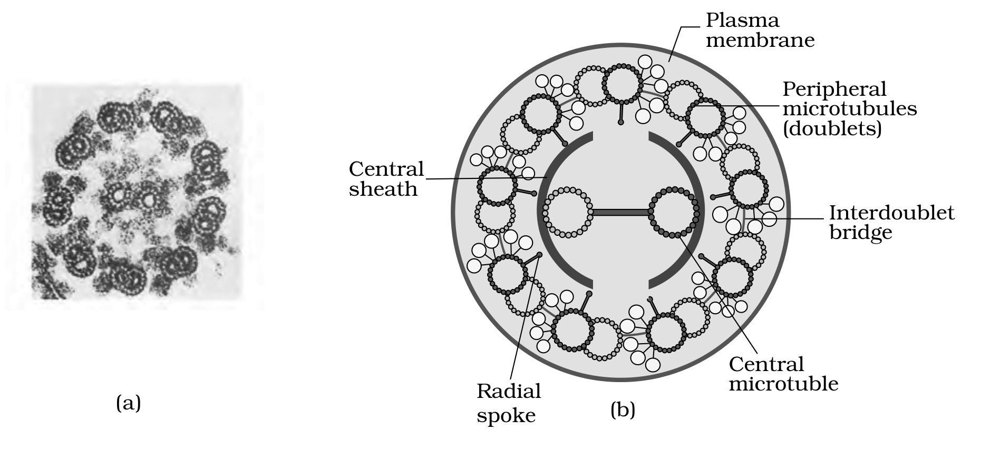 Plasma
membrane
Peripheral
microtubules
(doublets)
Central
sheath
Interdoublet
bridge
Central
microtuble
Radial
spoke
(a)
(b)